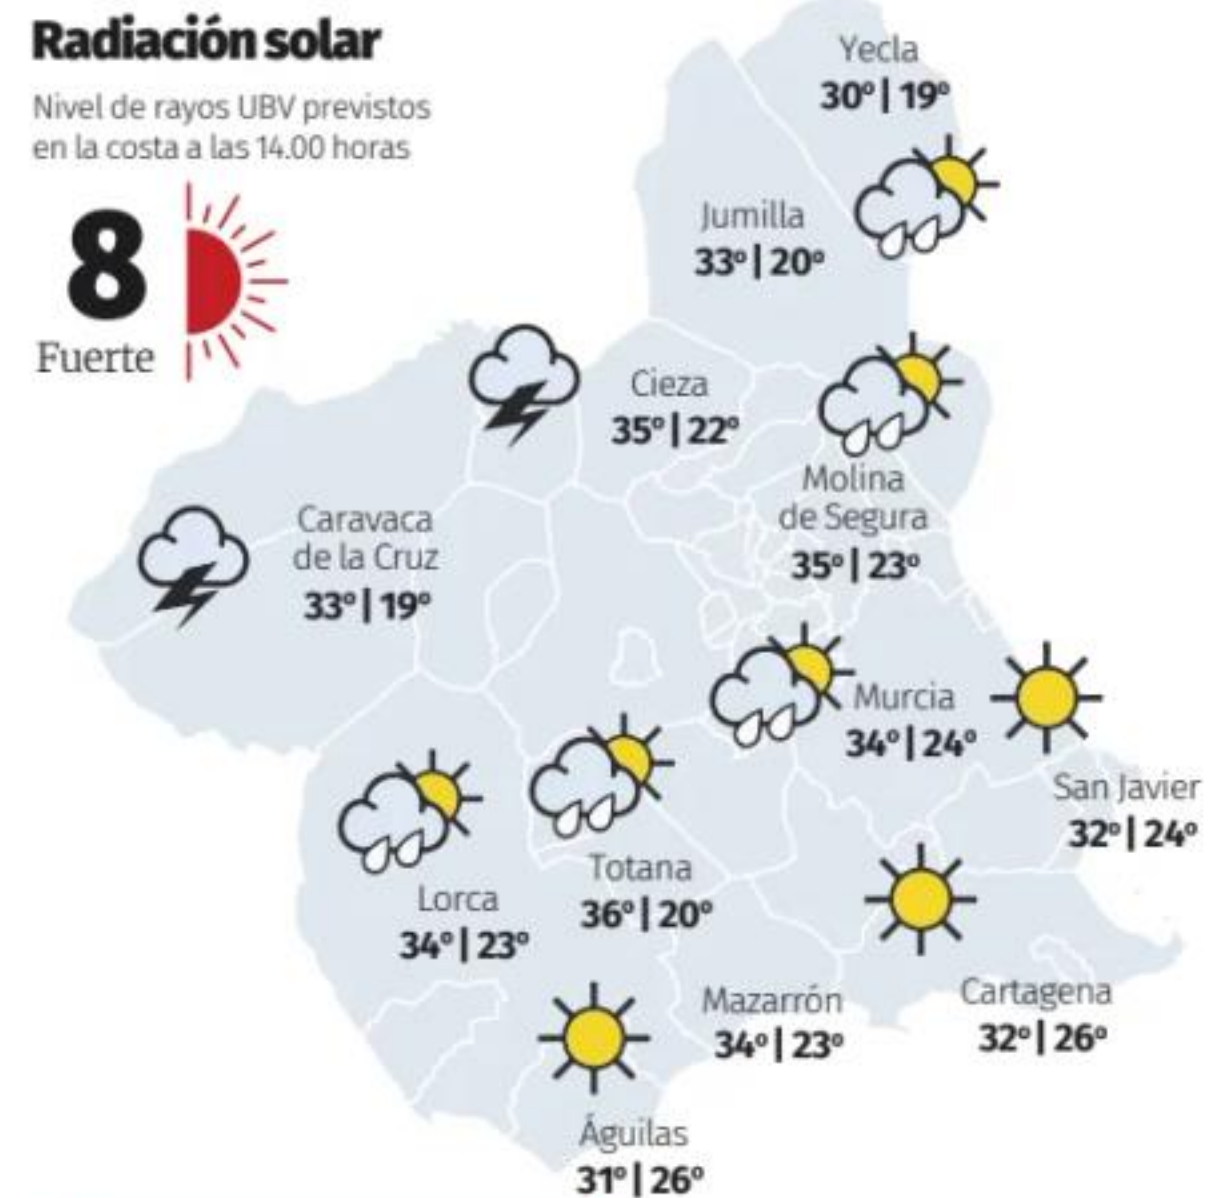 Radiación solar
Nivel de rayos UBV previstos
en la costa a las 14.00 horas
8
Fuerte
Yecla
30º|19º
Jumilla
33º|20º
Cieza
35º|22º
Molina
de Segura
35º|23º
Caravaca
de la Cruz
33º|19º
Murcia
34º|24º
San Javier
32º|24º
Totana
36º|20º
Lorca
34º|23º
Mazarrón
34º|23º
Cartagena
32º|26º
Águilas
31º|26º